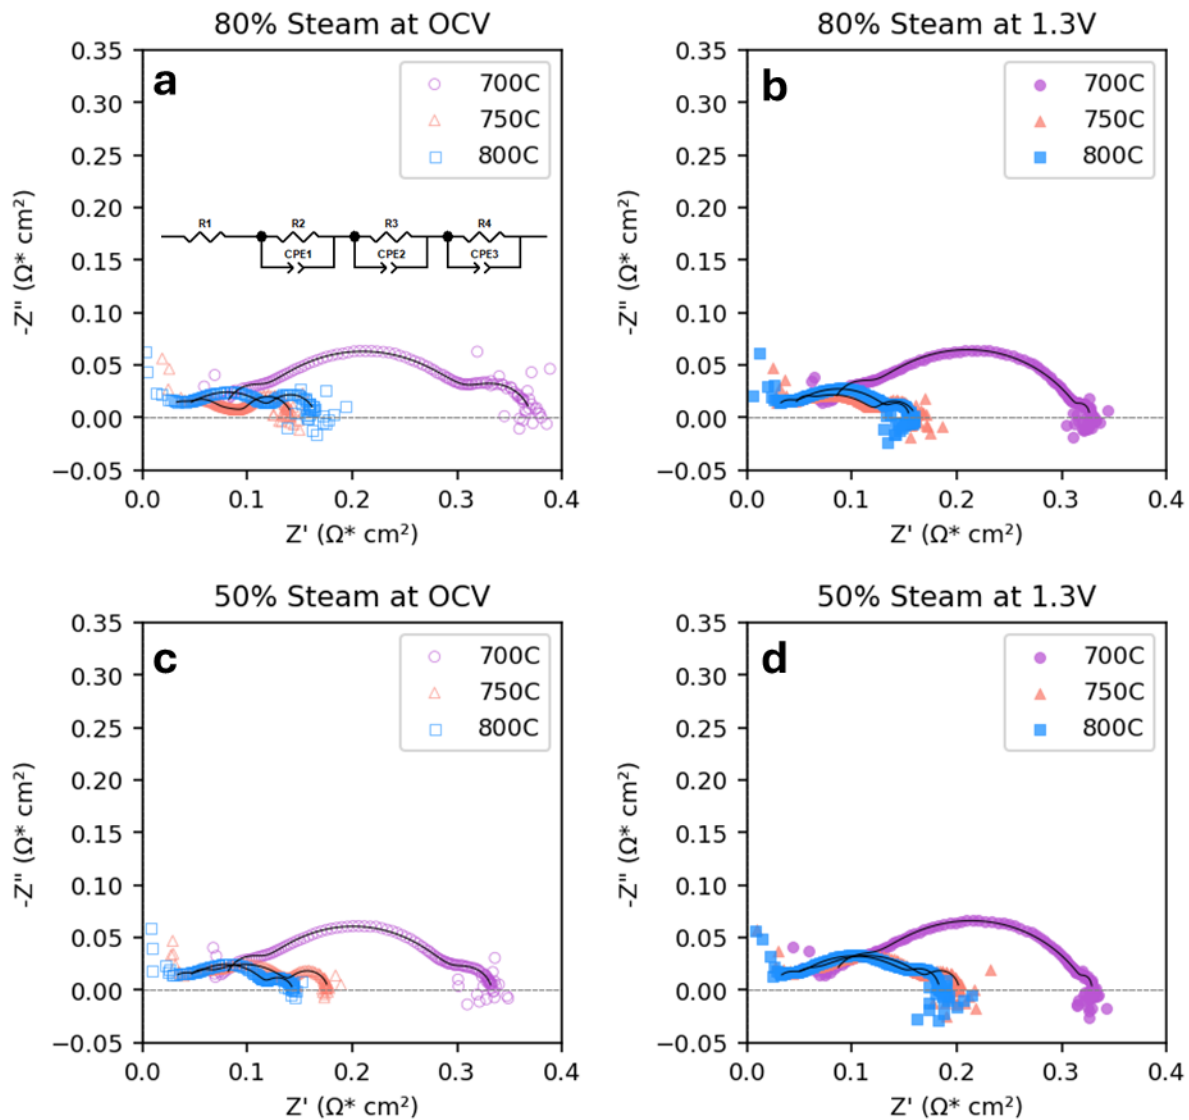 80% Steam at OCV
a
700C
750C
800C
R1 R2 R3 R4
CPE1 CPE2 CPE3
0.35
0.30
0.25
0.20
0.15
0.10
0.05
0.00
−0.05
-Z" (Ω* cm²)
0.0 0.1 0.2 0.3 0.4
Z' (Ω* cm²)
80% Steam at 1.3V
b
700C
750C
800C
0.35
0.30
0.25
0.20
0.15
0.10
0.05
0.00
−0.05
-Z" (Ω* cm²)
0.0 0.1 0.2 0.3 0.4
Z' (Ω* cm²)
50% Steam at OCV
c
700C
750C
800C
0.35
0.30
0.25
0.20
0.15
0.10
0.05
0.00
−0.05
-Z" (Ω* cm²)
0.0 0.1 0.2 0.3 0.4
Z' (Ω* cm²)
50% Steam at 1.3V
d
700C
750C
800C
0.35
0.30
0.25
0.20
0.15
0.10
0.05
0.00
−0.05
-Z" (Ω* cm²)
0.0 0.1 0.2 0.3 0.4
Z' (Ω* cm²)